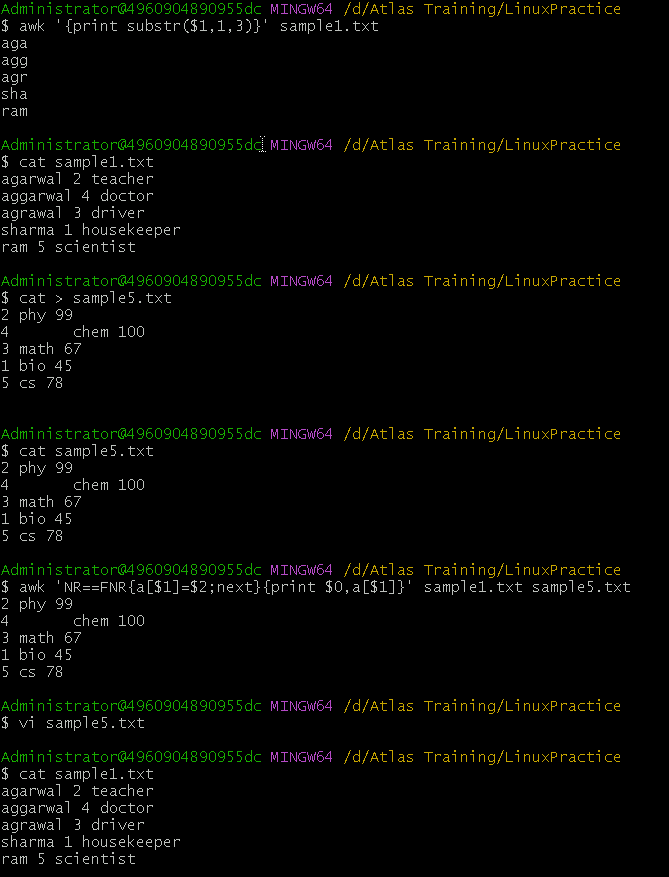 Administrator@4960904890955dc MINGW64 /d/Atlas Training/LinuxPractice
$ awk '{print substr($1,1,3)}' sample1.txt
aga
agg
agr
sha
ram
Administrator@4960904890955dc MINGW64 /d/Atlas Training/LinuxPractice
$ cat sample1.txt
agarwal 2 teacher
aggarwal 4 doctor
agrawal 3 driver
sharma 1 housekeeper
ram 5 scientist
Administrator@4960904890955dc MINGW64 /d/Atlas Training/LinuxPractice
$ cat > sample5.txt
2 phy 99
4       chem 100
3 math 67
1 bio 45
5 cs 78
Administrator@4960904890955dc MINGW64 /d/Atlas Training/LinuxPractice
$ cat sample5.txt
2 phy 99
4       chem 100
3 math 67
1 bio 45
5 cs 78
Administrator@4960904890955dc MINGW64 /d/Atlas Training/LinuxPractice
$ awk 'NR==FNR{a[$1]=$2;next}{print $0,a[$1]}' sample1.txt sample5.txt
2 phy 99
4       chem 100
3 math 67
1 bio 45
5 cs 78
Administrator@4960904890955dc MINGW64 /d/Atlas Training/LinuxPractice
$ vi sample5.txt
Administrator@4960904890955dc MINGW64 /d/Atlas Training/LinuxPractice
$ cat sample1.txt
agarwal 2 teacher
aggarwal 4 doctor
agrawal 3 driver
sharma 1 housekeeper
ram 5 scientist